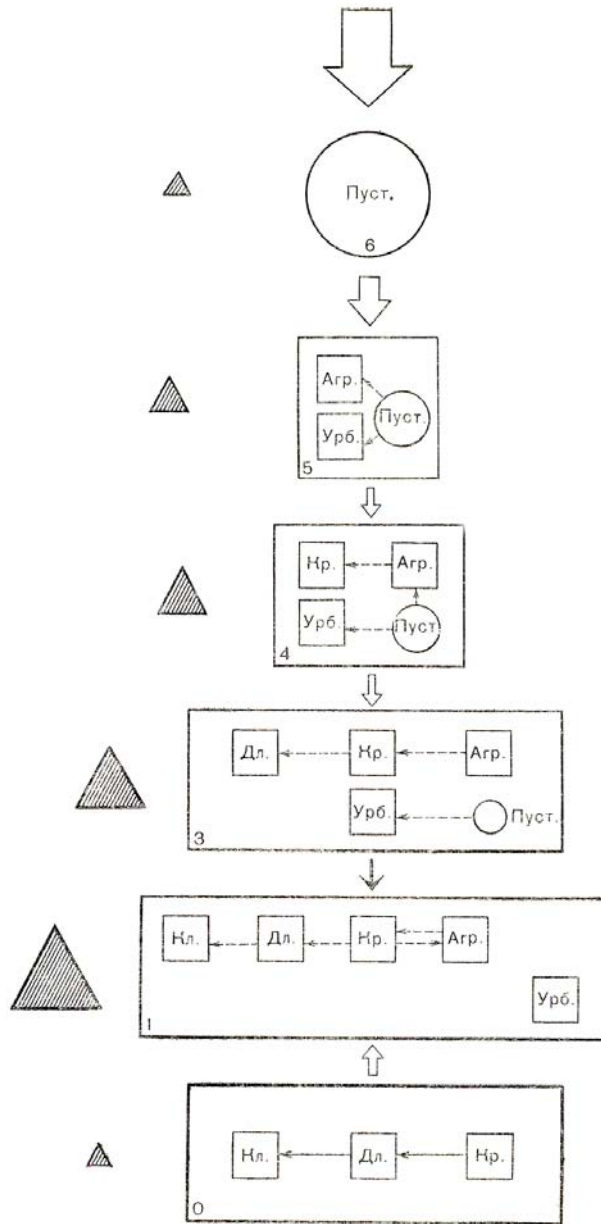 Пуст.
6
Агр.
Пуст.
Урб.
5
Кр.
Агр.
Урб.
Пуст
4
Дл.
Кр.
Агр.
Урб.
Пуст.
3
Кл.
Дл.
Кр.
Агр.
Урб.
1
Кл.
Дл.
Кр.
0